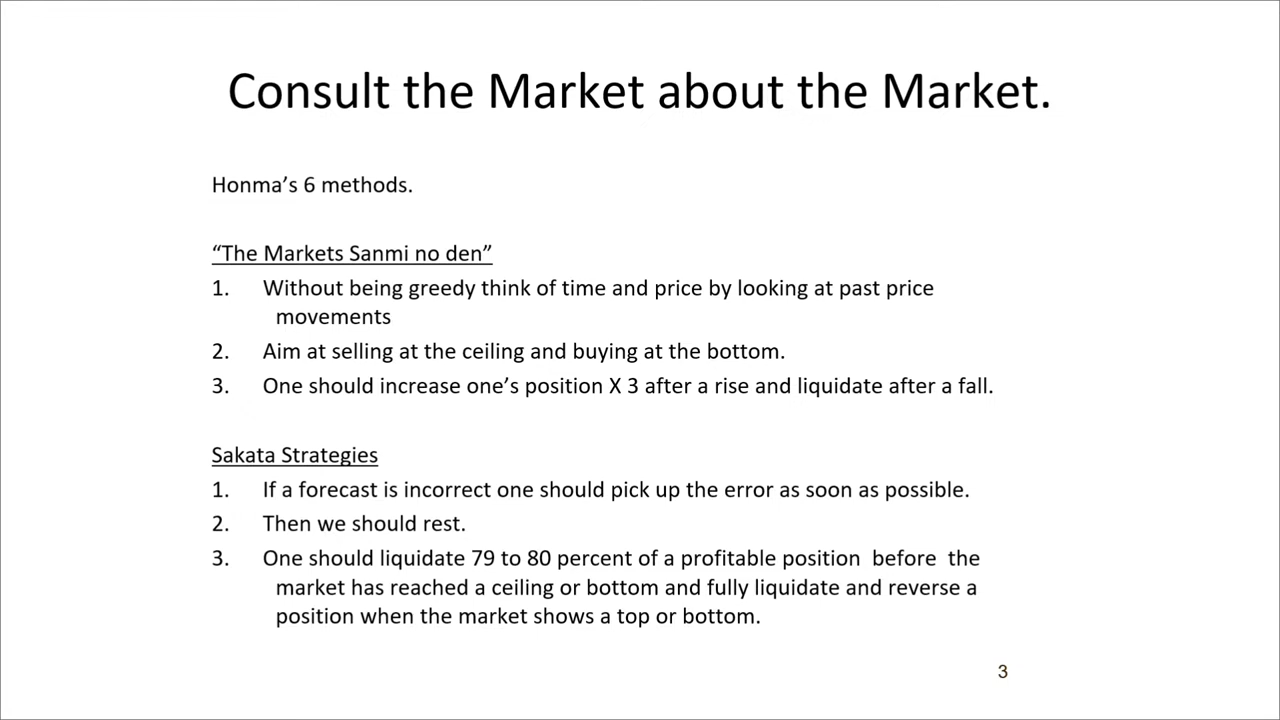 Consult the Market about the Market.
Honma’s 6 methods.
“The Markets Sanmi no den”
1. Without being greedy think of time and price by looking at past price
movements
2. Aim at selling at the ceiling and buying at the bottom.
3. One should increase one’s position X 3 after a rise and liquidate after a fall.
Sakata Strategies
1. If a forecast is incorrect one should pick up the error as soon as possible.
2. Then we should rest.
3. One should liquidate 79 to 80 percent of a profitable position before the
market has reached a ceiling or bottom and fully liquidate and reverse a
position when the market shows a top or bottom.
3